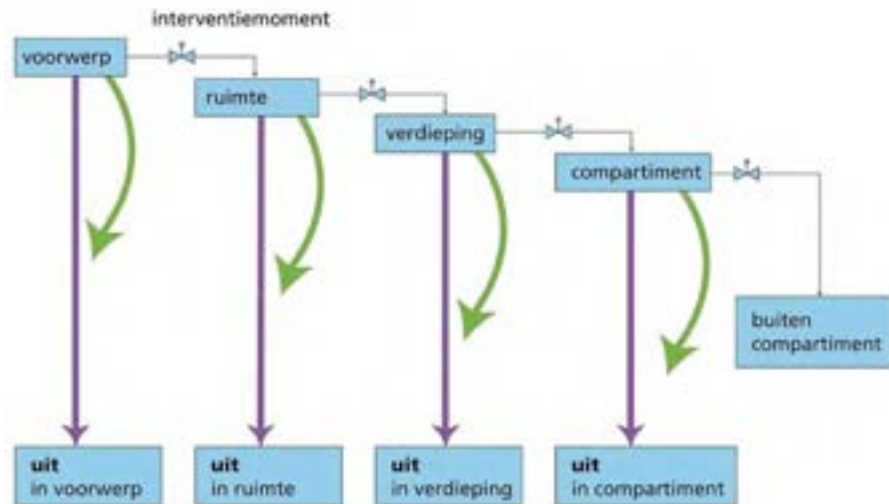 interventiemoment
voorwerp
ruimte
verdieping
compartiment
buiten
compartiment
uit
in voorwerp
uit
in ruimte
uit
in verdieping
uit
in compartiment